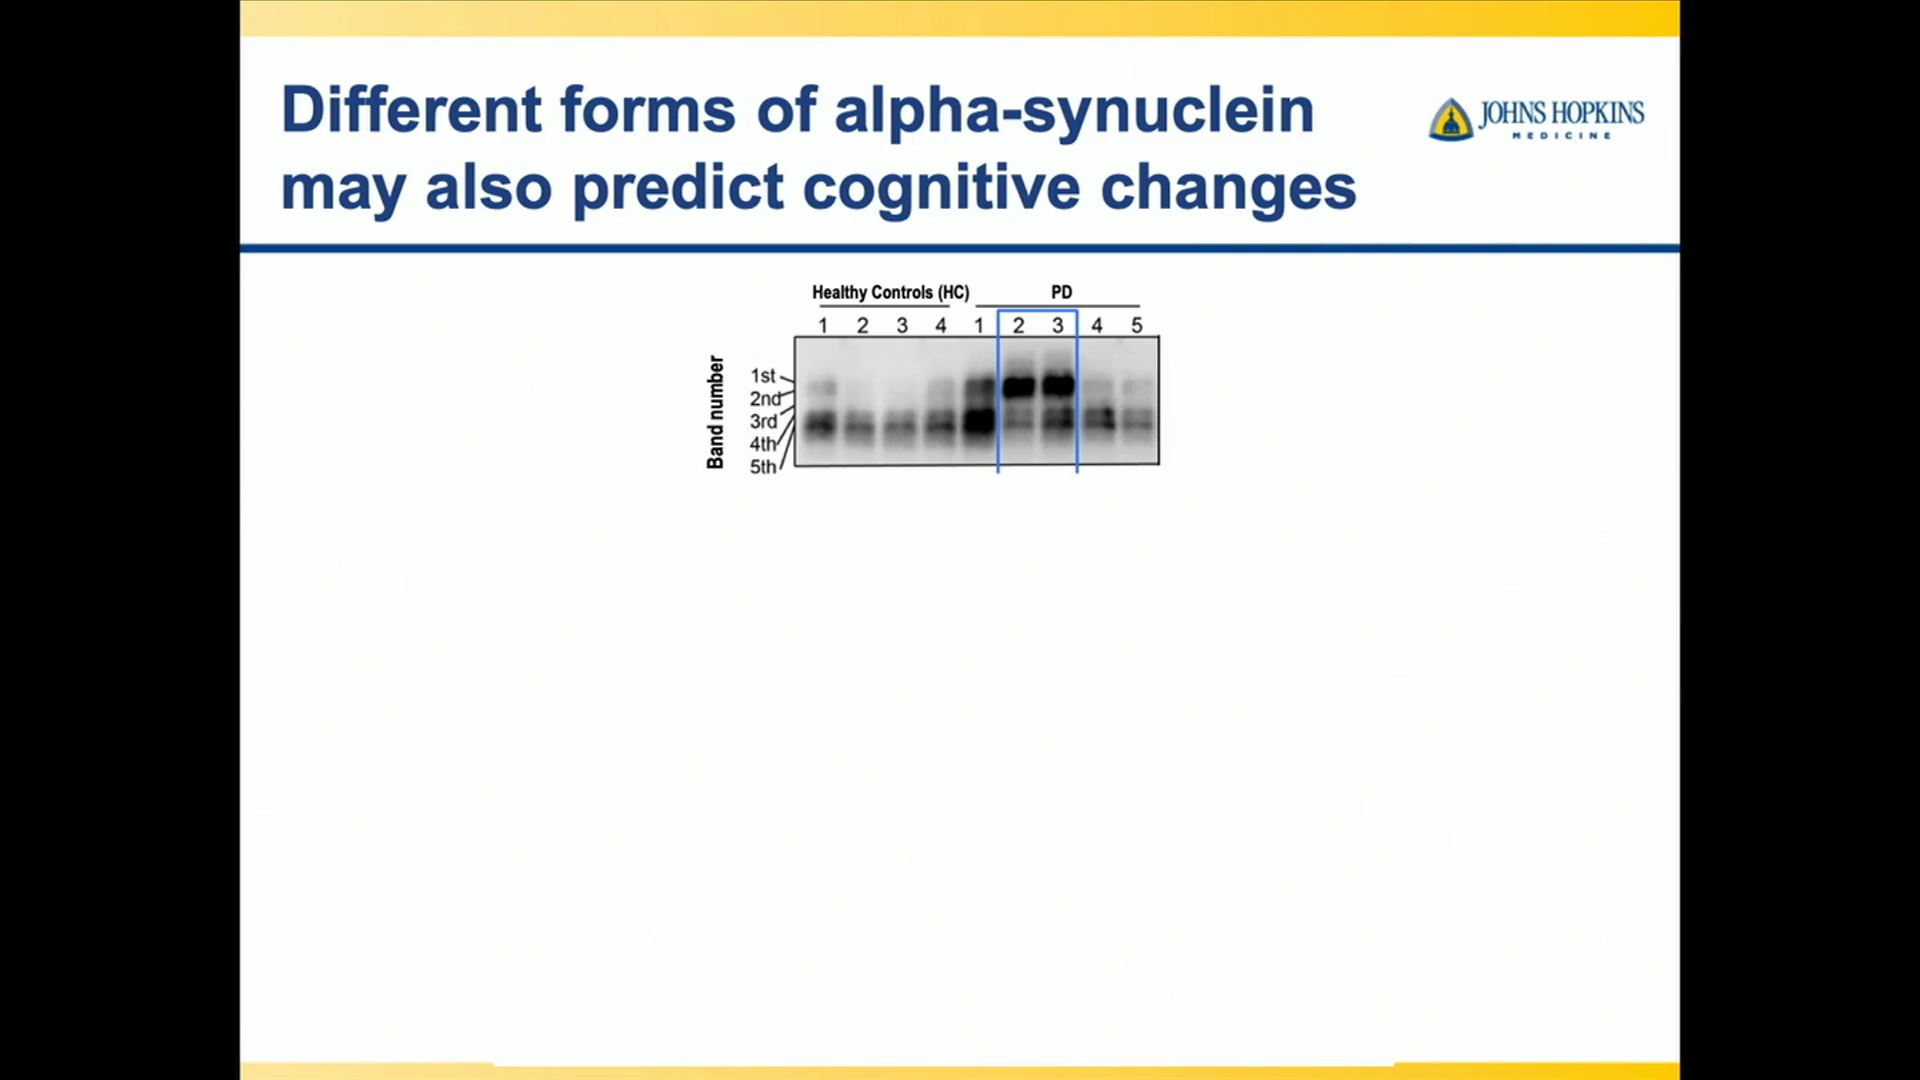 Different forms of alpha-synuclein
may also predict cognitive changes
JOHNS HOPKINS
MEDICINE
Healthy Controls (HC) PD
1 2 3 4 1 2 3 4 5
Band number
1st
2nd
3rd
4th
5th